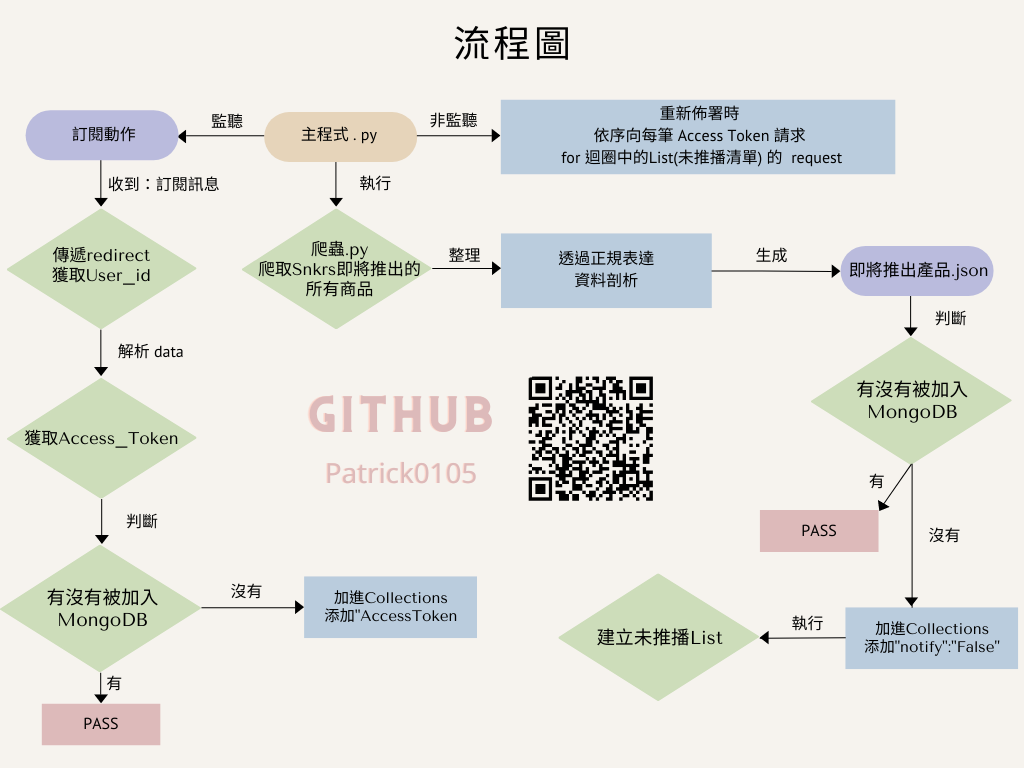 流程圖
訂閱動作
監聽
主程式 . py
非監聽
重新佈署時
依序向每筆 Access Token 請求
for 迴圈中的List(未推播清單) 的 request
收到：訂閱訊息
執行
傳遞redirect
獲取User_id
爬蟲.py
爬取Snkrs即將推出的
所有商品
整理
透過正規表達
資料剖析
生成
即將推出產品.json
判斷
解析 data
有沒有被加入
MongoDB
獲取Access_Token
GITHUB
Patrick0105
有
PASS
沒有
判斷
有沒有被加入
MongoDB
沒有
加進Collections
添加"AccessToken
建立未推播List
執行
加進Collections
添加"notify":"False"
有
PASS